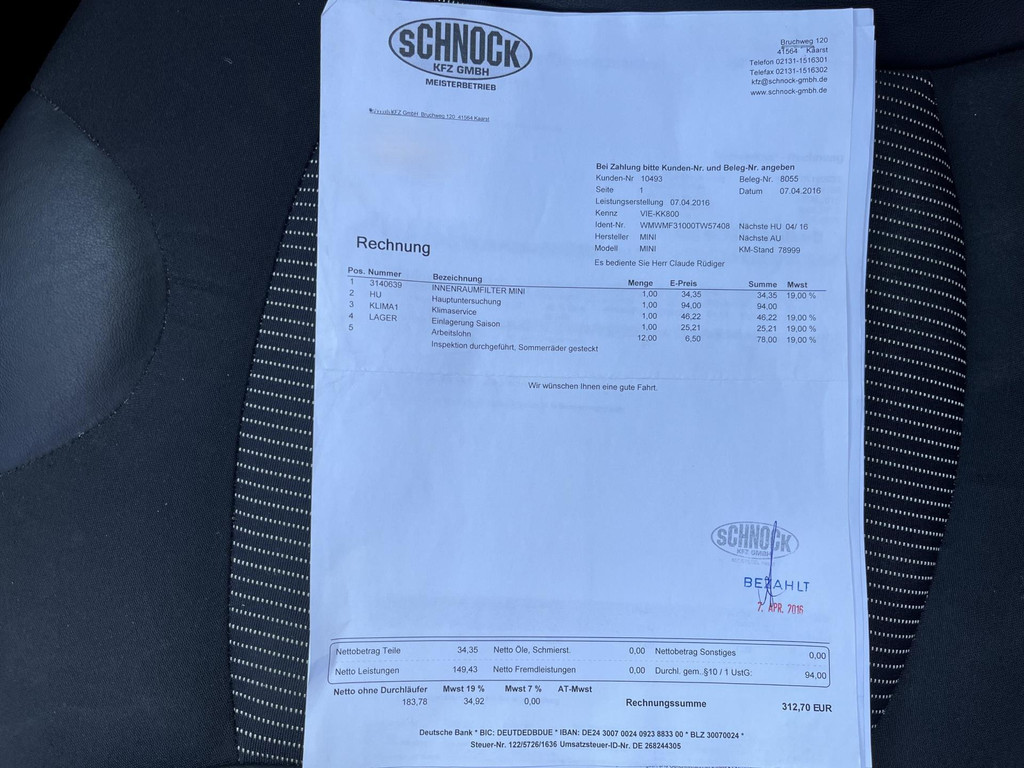 SCHNOCK
KFZ GMBH
MEISTERBETRIEB
Bruchweg 120
41564 Kaarst
Telefon 02131-1516301
Telefax 02131-1516302
kfz@schnock-gmbh.de
www.schnock-gmbh.de
KFZ GmbH Bruchweg 120 41564 Kaarst
Bei Zahlung bitte Kunden-Nr. und Beleg-Nr. angeben
Kunden-Nr 10493 Beleg-Nr. 8055
Seite 1 Datum 07.04.2016
Leistungserstellung 07.04.2016
Kennz VIE-KK800
Ident-Nr. WMWMF31000TW57408 Nächste HU 04/ 16
Hersteller MINI Nächste AU
Modell MINI KM-Stand 78999
Es bediente Sie Herr Claude Rüdiger
Rechnung
Pos. Nummer Bezeichnung Menge E-Preis Summe Mwst
1 3140639 INNENRAUMFILTER MINI 1,00 34,35 34,35 19,00 %
2 HU Hauptuntersuchung 1,00 94,00 94,00
3 KLIMA1 Klimaservice 1,00 46,22 46,22 19,00 %
4 LAGER Einlagerung Saison 1,00 25,21 25,21 19,00 %
5 Arbeitslohn 12,00 6,50 78,00 19,00 %
Inspektion durchgeführt, Sommerräder gesteckt
Wir wünschen Ihnen eine gute Fahrt.
SCHNOCK
KFZ GMBH
BEZAHLT
7. APR. 2016
Nettobetrag Teile 34,35 Netto Öle, Schmierst. 0,00 Nettobetrag Sonstiges 0,00
Netto Leistungen 149,43 Netto Fremdleistungen 0,00 Durchl. gem..§10 / 1 UstG: 94,00
Netto ohne Durchläufer Mwst 19 % Mwst 7 % AT-Mwst
183,78 34,92 0,00 Rechnungssumme 312,70 EUR
Deutsche Bank * BIC: DEUTDEDBDUE * IBAN: DE24 3007 0024 0923 8833 00 * BLZ 30070024 *
Steuer-Nr. 122/5726/1636 Umsatzsteuer-ID-Nr. DE 268244305